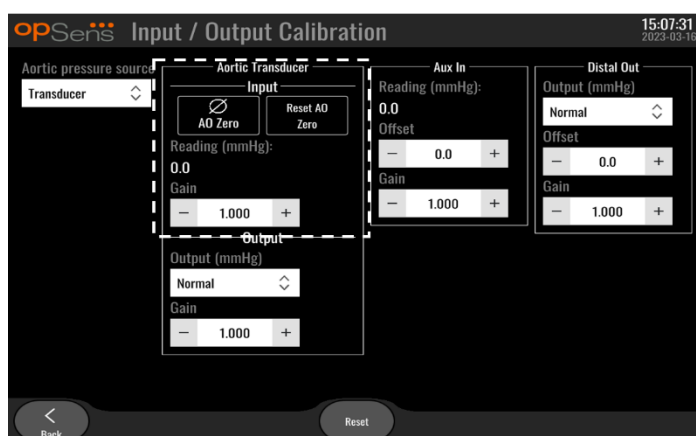 opSens Input / Output Calibration
15:07:31
2023-03-16
Aortic pressure source
Transducer
Aortic Transducer
Input
AO Zero
Reset AO
Zero
Reading (mmHg):
0.0
Gain
− 1.000 +
Output
Output (mmHg)
Normal
Gain
− 1.000 +
Aux In
Reading (mmHg):
0.0
Offset
− 0.0 +
Gain
− 1.000 +
Distal Out
Output (mmHg)
Normal
Offset
− 0.0 +
Gain
− 1.000 +
Back
Reset